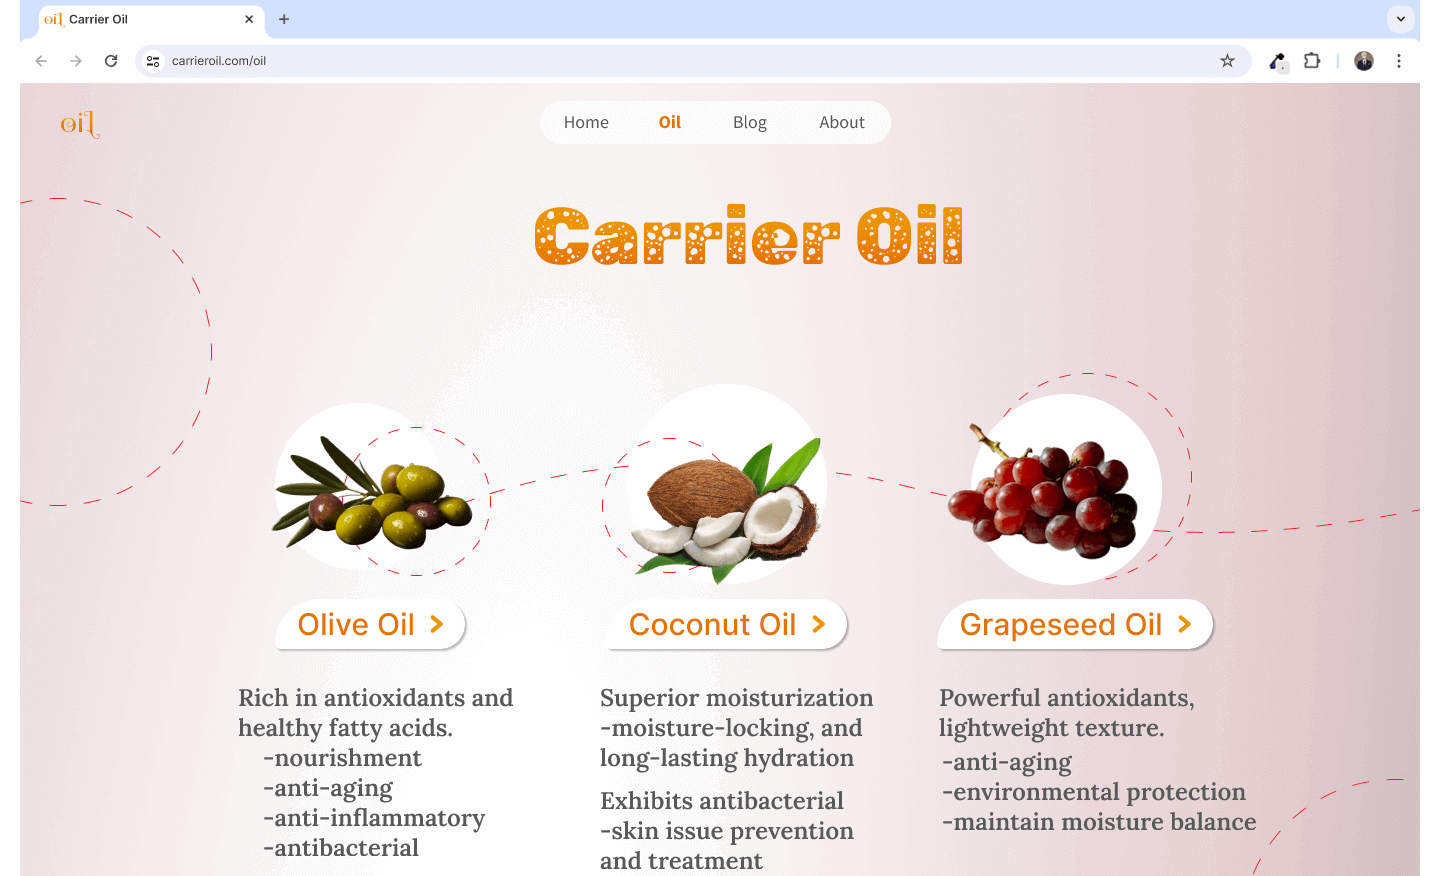 oil Carrier Oil
carrieroil.com/oil
oil
Home Oil Blog About
Carrier Oil
Olive Oil
Rich in antioxidants and
healthy fatty acids.
-nourishment
-anti-aging
-anti-inflammatory
-antibacterial
Coconut Oil
Superior moisturization
-moisture-locking, and
long-lasting hydration
Exhibits antibacterial
-skin issue prevention
and treatment
Grapeseed Oil
Powerful antioxidants,
lightweight texture.
-anti-aging
-environmental protection
-maintain moisture balance